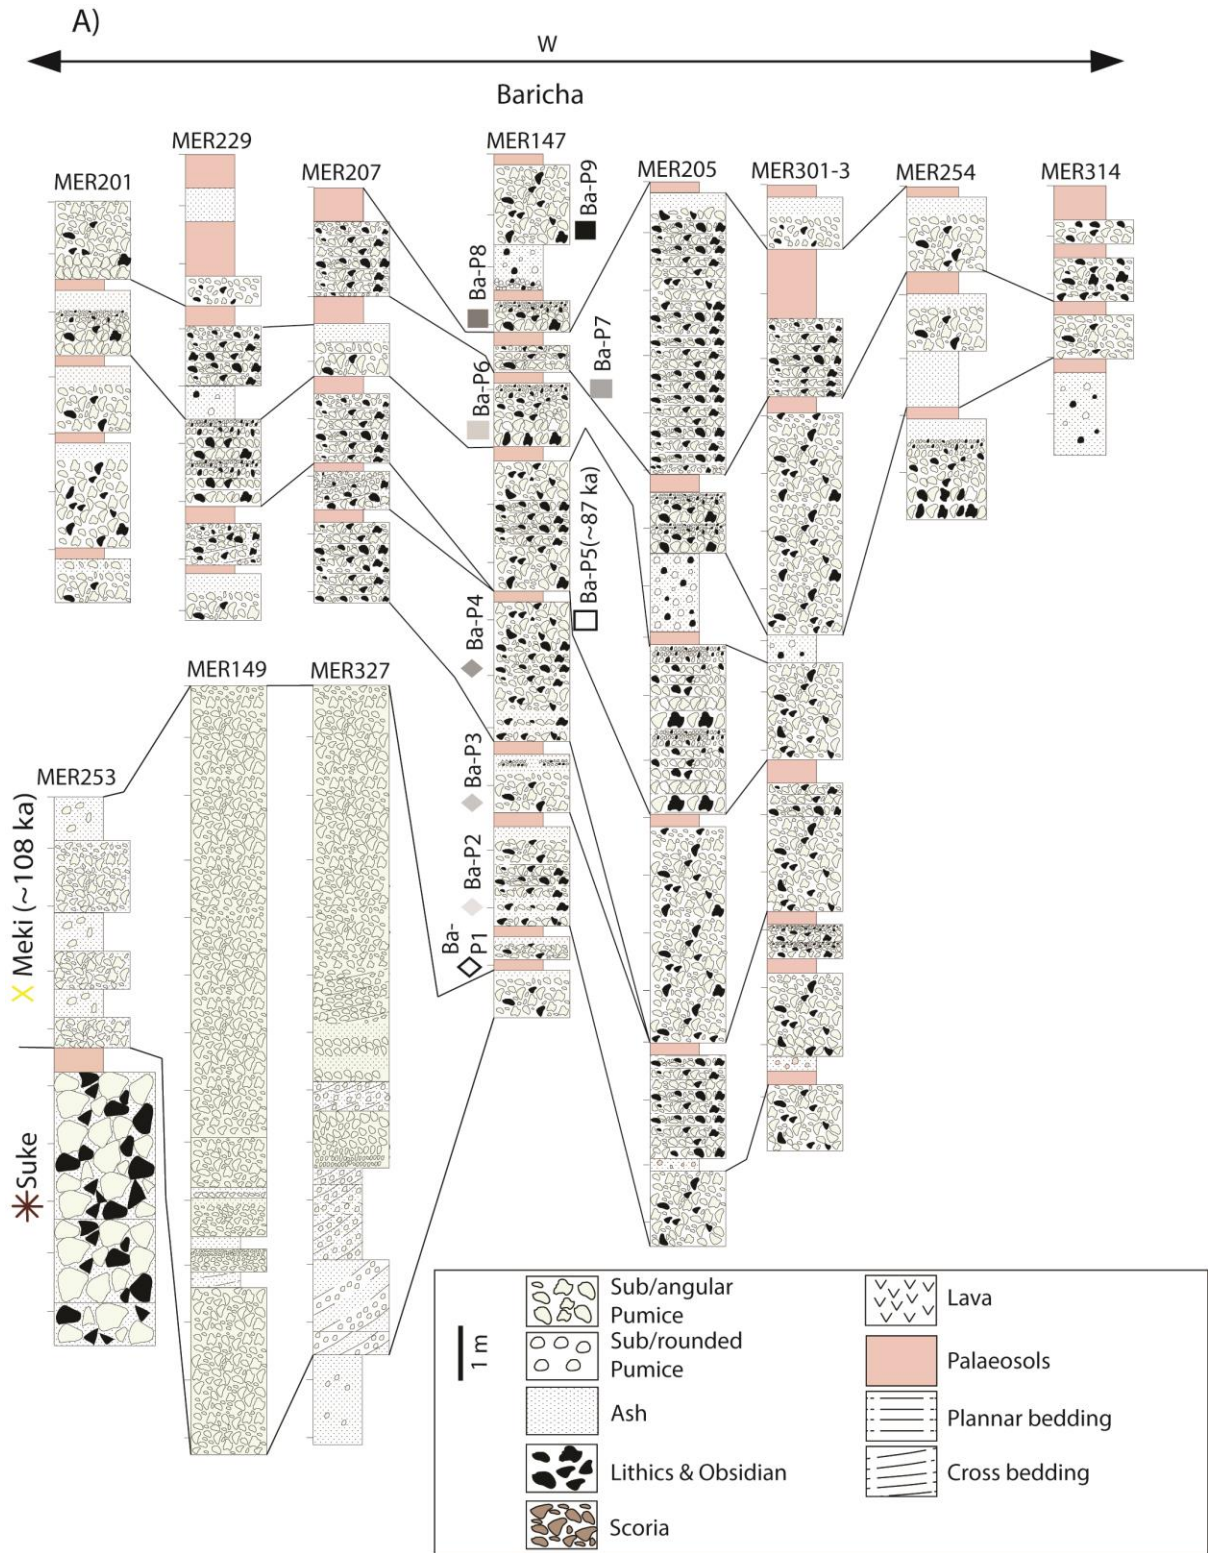 A)
W
Baricha
MER201
MER229
MER207
MER147
MER205
MER301-3
MER254
MER314
Ba-P9
Ba-P8
Ba-P7
Ba-P6
Ba-P5(~87 ka)
Ba-P4
Ba-P3
Ba-P2
Ba-
P1
MER149
MER327
MER253
Meki (~108 ka)
Suke
1 m
Sub/angular
Pumice
Sub/rounded
Pumice
Ash
Lithics & Obsidian
Scoria
Lava
Palaeosols
Plannar bedding
Cross bedding